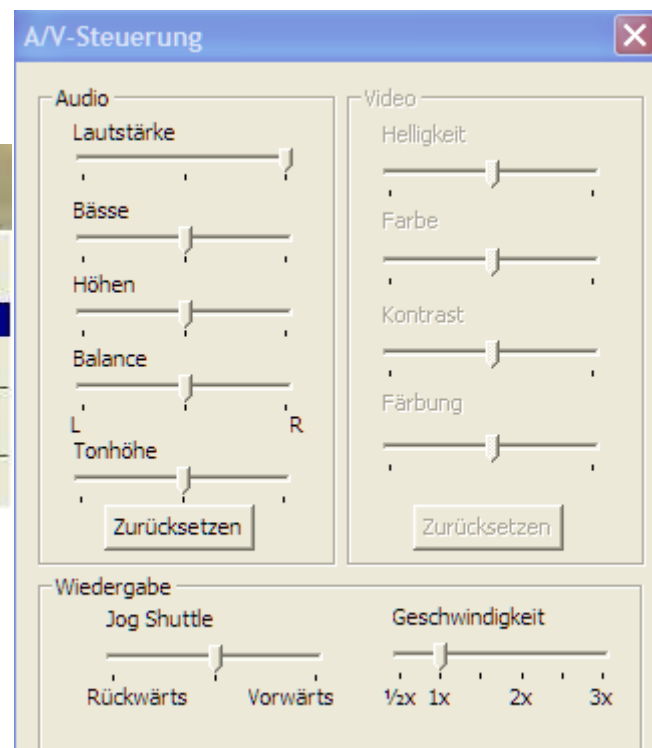 A/V-Steuerung
Audio
Lautstärke
Bässe
Höhen
Balance
L R
Tonhöhe
Zurücksetzen
Video
Helligkeit
Farbe
Kontrast
Färbung
Zurücksetzen
Wiedergabe
Jog Shuttle
Rückwärts Vorwärts
Geschwindigkeit
½x 1x 2x 3x